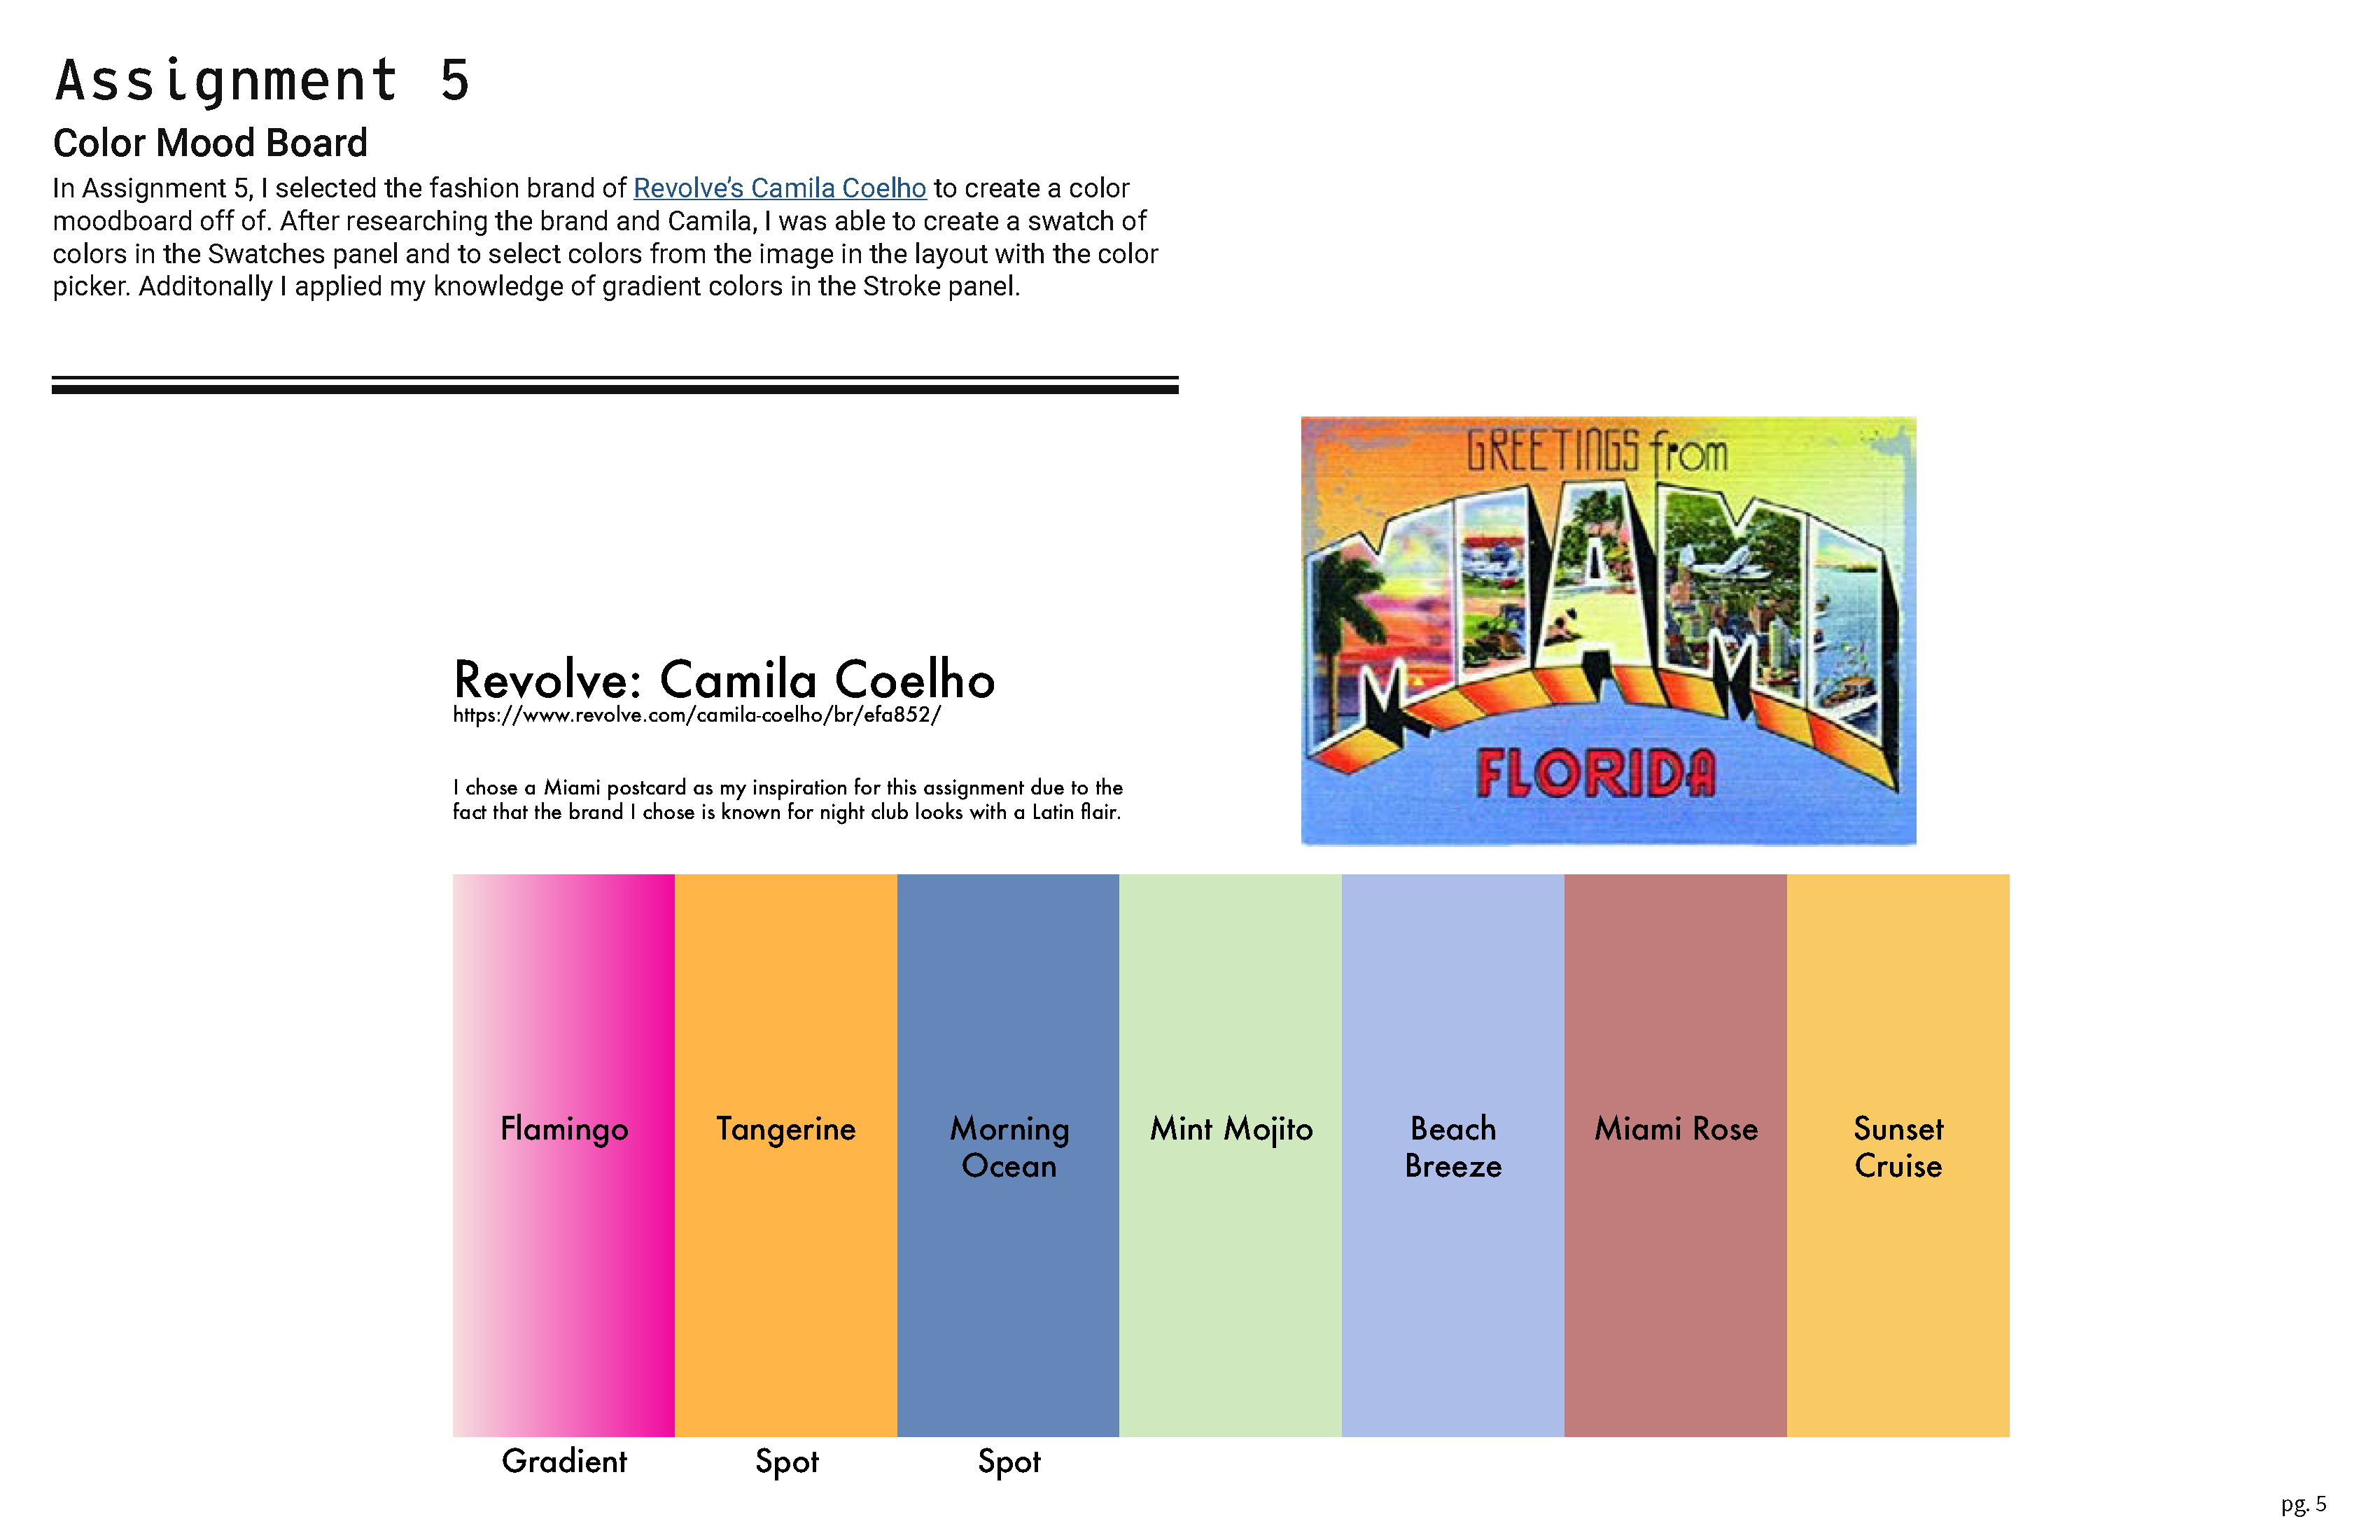 Assignment 5
Color Mood Board
In Assignment 5, I selected the fashion brand of Revolve's Camila Coelho to create a color
moodboard off of. After researching the brand and Camila, I was able to create a swatch of
colors in the Swatches panel and to select colors from the image in the layout with the color
picker. Additonally I applied my knowledge of gradient colors in the Stroke panel.
GREETINGS from
MIAMI
FLORIDA
Revolve: Camila Coelho
https://www.revolve.com/camila-coelho/br/efa852/
I chose a Miami postcard as my inspiration for this assignment due to the
fact that the brand I chose is known for night club looks with a Latin flair.
Flamingo
Tangerine
Morning
Ocean
Mint Mojito
Beach
Breeze
Miami Rose
Sunset
Cruise
Gradient
Spot
Spot
pg. 5